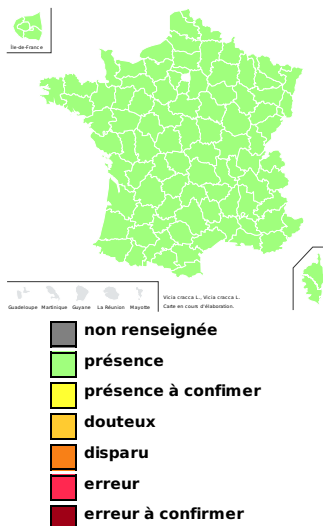 Île-de-France
Guadeloupe Martinique Guyane La Réunion Mayotte
Vicia cracca L., Vicia cracca L.
Carte en cours d'élaboration.
non renseignée
présence
présence à confimer
douteux
disparu
erreur
erreur à confirmer